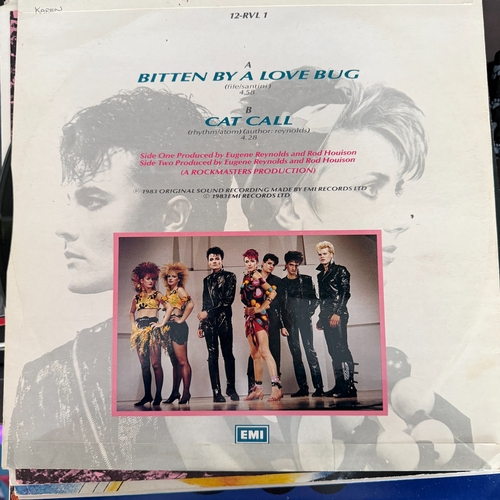 KAREN
12-RVL 1
A
BITTEN BY A LOVE BUG
(fife/santini)
4.58
B
CAT CALL
(rhythm/atom) (author: reynolds)
4.28
Side One Produced by Eugene Reynolds and Rod Houison
Side Two Produced by Eugene Reynolds and Rod Houison
(A ROCKMASTERS PRODUCTION)
℗ 1983 ORIGINAL SOUND RECORDING MADE BY EMI RECORDS LTD
© 1983 EMI RECORDS LTD
EMI